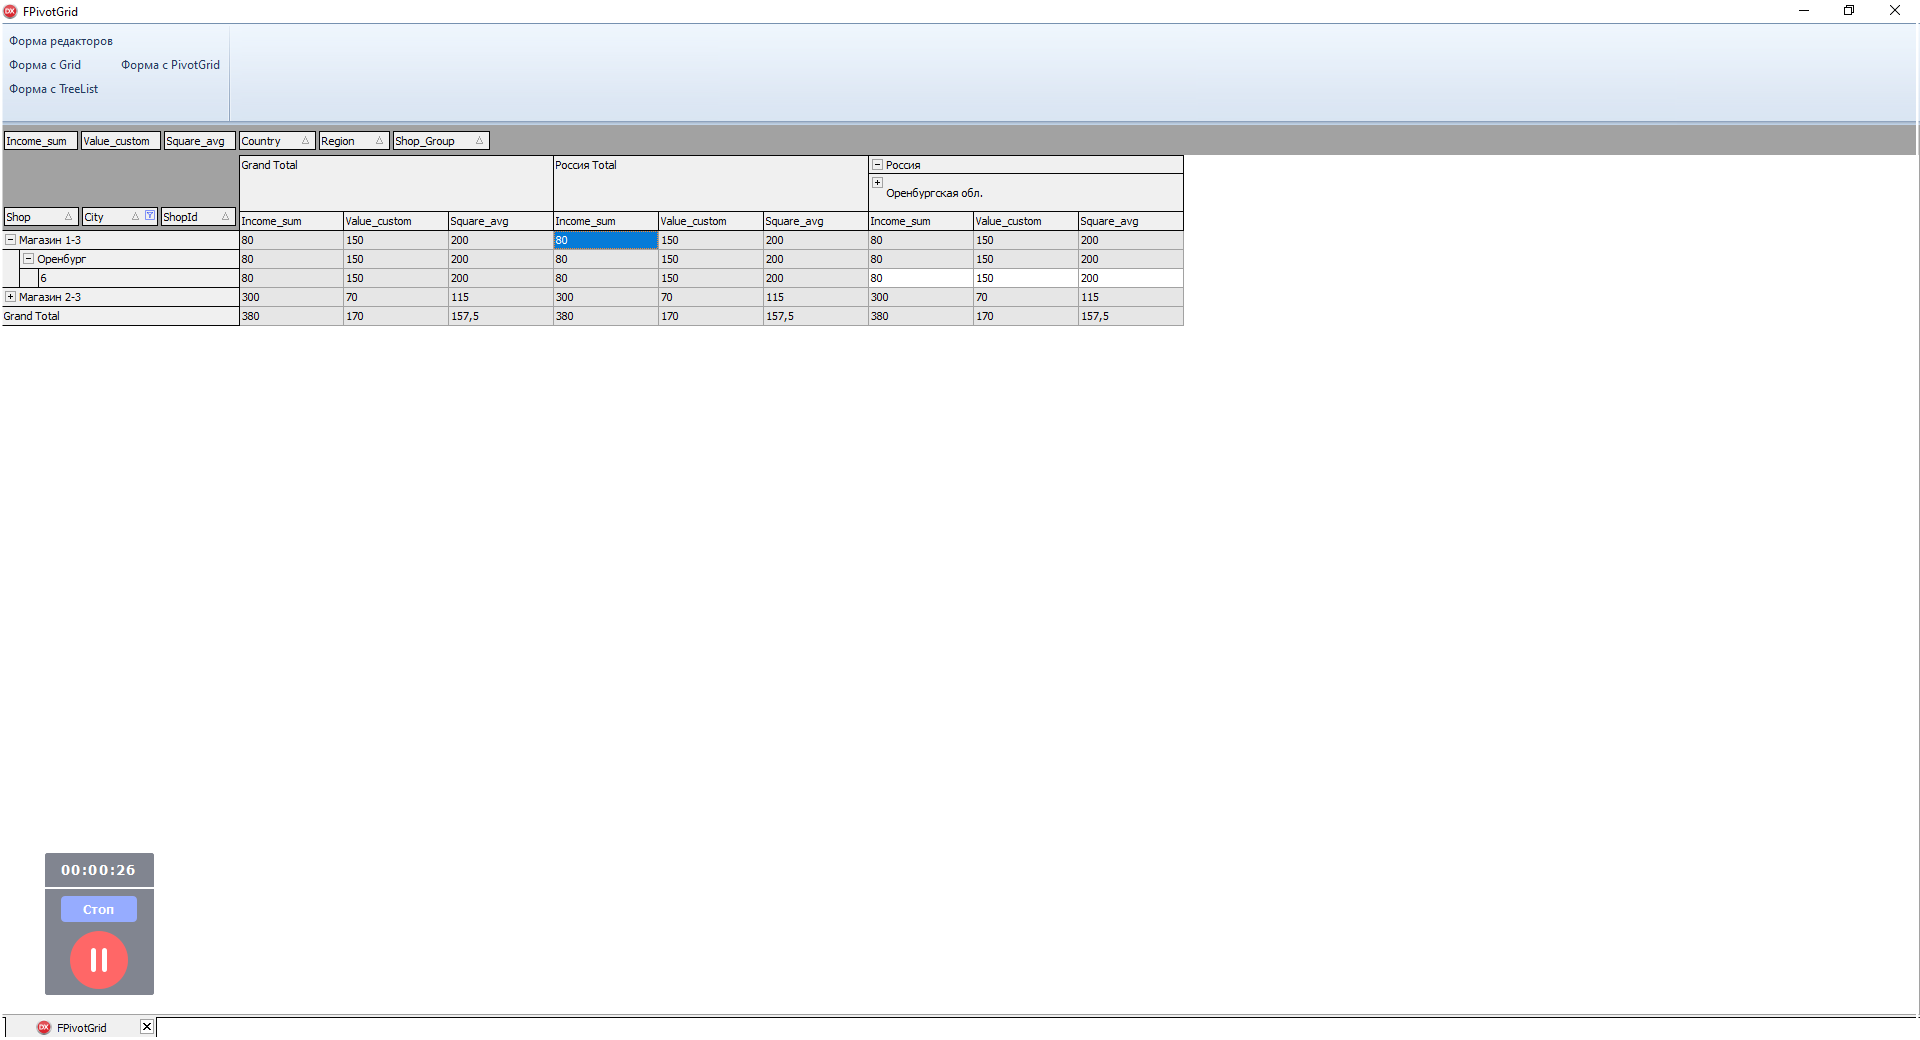 FPivotGrid
Форма редакторов
Форма с Grid Форма с PivotGrid
Форма с TreeList
Income_sum Value_custom Square_avg Country Region Shop_Group
Grand Total Россия Total Россия
Оренбургская обл.
Shop City ShopId
Income_sum Value_custom Square_avg Income_sum Value_custom Square_avg Income_sum Value_custom Square_avg
Магазин 1-3 80 150 200 80 150 200 80 150 200
Оренбург 80 150 200 80 150 200 80 150 200
6 80 150 200 80 150 200 80 150 200
Магазин 2-3 300 70 115 300 70 115 300 70 115
Grand Total 380 170 157,5 380 170 157,5 380 170 157,5
00:00:26
Стоп
FPivotGrid